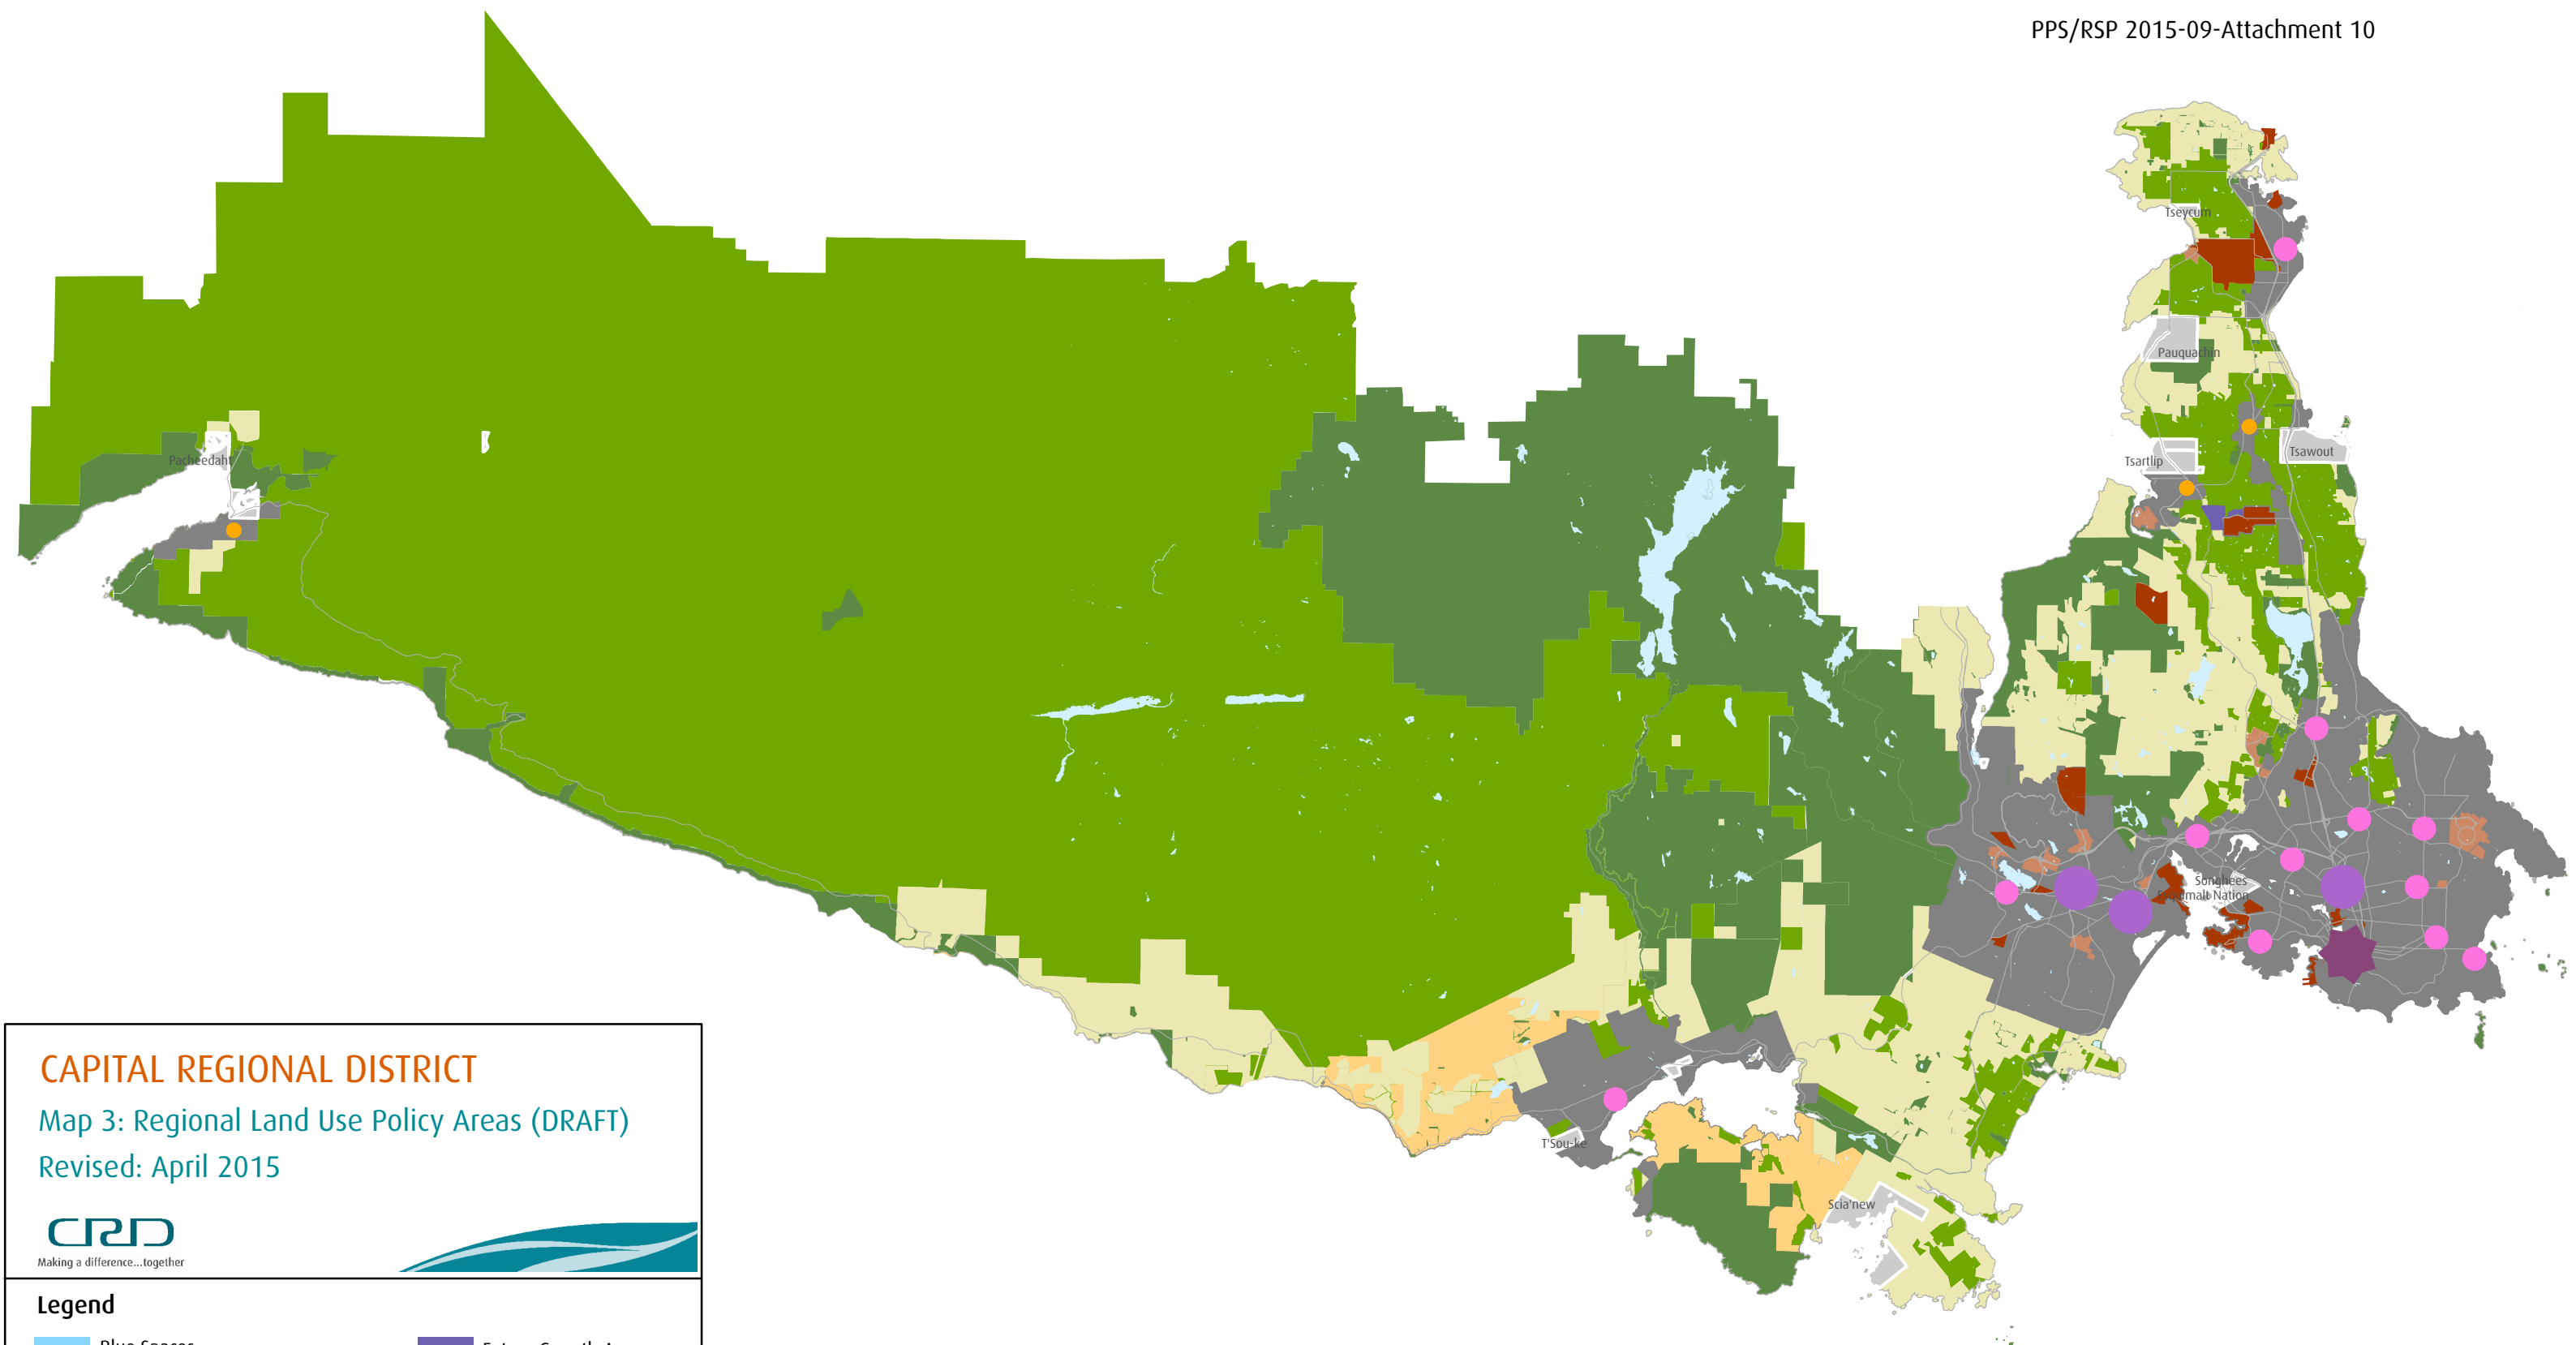 PPS/RSP 2015-09-Attachment 10
Tseycum
Pauquachin
Tsartlip
Tsawout
Pacheedaht
Songhees
Nation
T'Sou-ke
Scia'new
CAPITAL REGIONAL DISTRICT
Map 3: Regional Land Use Policy Areas (DRAFT)
Revised: April 2015
CRD
Making a difference...together
Legend